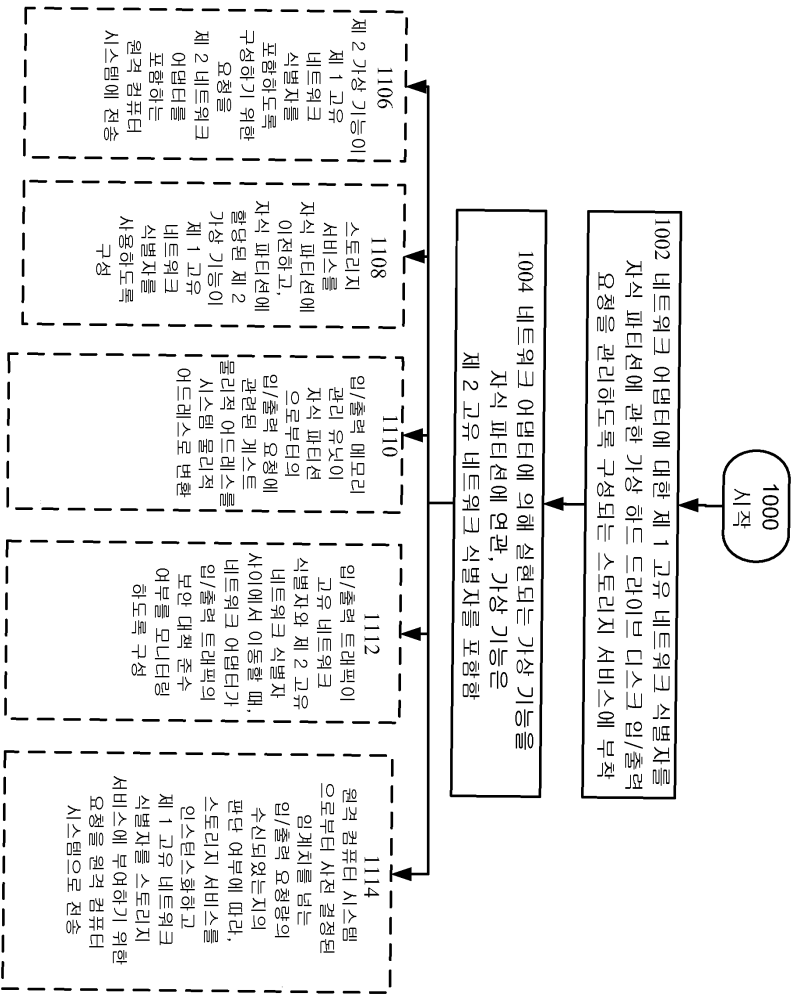 1000
시작
1002 네트워크 어댑터에 대한 제 1 고유 네트워크 식별자를
자식 파티션에 관한 가상 하드 드라이브 디스크 입/출력
요청을 관리하도록 구성되는 스토리지 서비스에 부착
1004 네트워크 어댑터에 의해 실현되는 가상 기능을
자식 파티션에 연관, 가상 기능은
제 2 고유 네트워크 식별자를 포함함
1106
제 2 가상 기능이
제 1 고유
네트워크
식별자를
포함하도록
구성하기 위한
요청을
제 2 네트워크
어댑터를
포함하는
원격 컴퓨터
시스템에 전송
1108
스토리지
서비스를
자식 파티션에
이전하고,
자식 파티션에
할당된 제 2
가상 기능이
제 1 고유
네트워크
식별자를
사용하도록
구성
1110
입/출력 메모리
관리 유닛이
자식 파티션
으로부터의
입/출력 요청에
관련된 게스트
물리적 어드레스를
시스템 물리적
어드레스로 변환
1112
입/출력 트래픽이
고유 네트워크
식별자와 제 2 고유
네트워크 식별자
사이에서 이동할 때,
네트워크 어댑터가
입/출력 트래픽의
보안 대책 준수
여부를 모니터링
하도록 구성
1114
원격 컴퓨터 시스템
으로부터 사전 결정된
임계치를 넘는
입/출력 요청량의
수신되었는지의
판단 여부에 따라,
스토리지 서비스를
인스턴스화하고
제 1 고유 네트워크
식별자를 스토리지
서비스에 부여하기 위한
요청을 원격 컴퓨터
시스템으로 전송